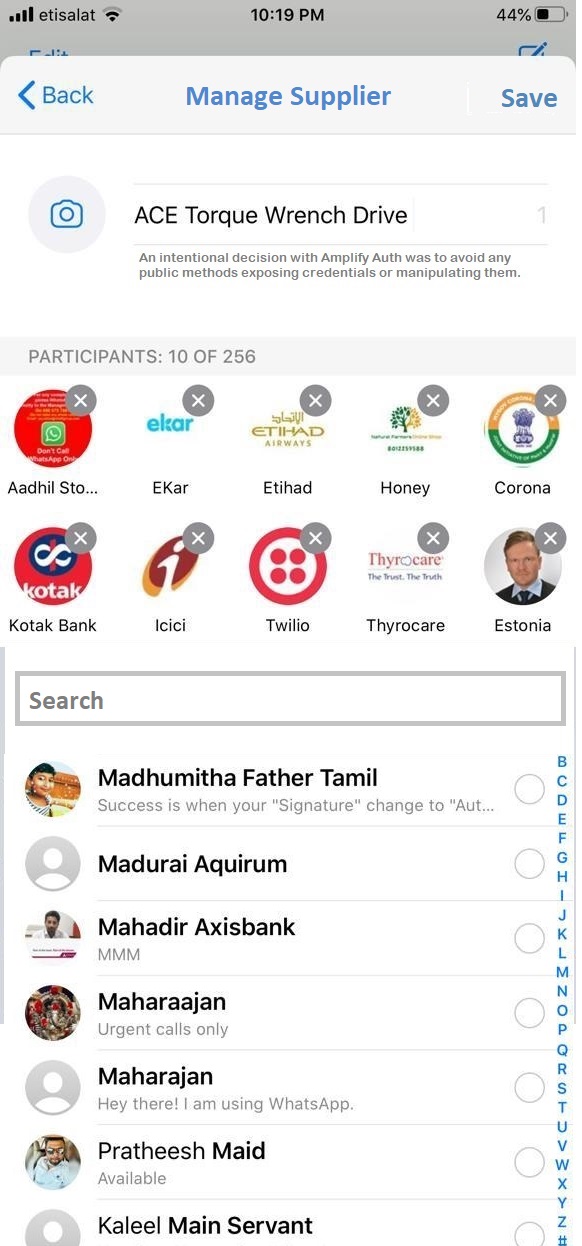 etisalat
10:19 PM
44%
Edit
Back
Manage Supplier
Save
ACE Torque Wrench Drive
1
An intentional decision with Amplify Auth was to avoid any
public methods exposing credentials or manipulating them.
PARTICIPANTS: 10 OF 256
Don't Call
WhatsApp Only
ekar
الإتحاد
ETIHAD
AIRWAYS
Natural Farmers Online Shop
8012259588
Aadhil Sto...
EKar
Etihad
Honey
Corona
kotak
i
Thyrocare
The Trust. The Truth
Kotak Bank
Icici
Twilio
Thyrocare
Estonia
Search
Madhumitha Father Tamil
Success is when your "Signature" change to "Aut...
Madurai Aquirum
Mahadir Axisbank
MMM
Maharaajan
Urgent calls only
Maharajan
Hey there! I am using WhatsApp.
Pratheesh Maid
Available
Kaleel Main Servant
B
C
D
E
F
G
H
I
J
K
L
M
N
O
P
Q
R
S
T
U
V
W
X
Y
Z
#